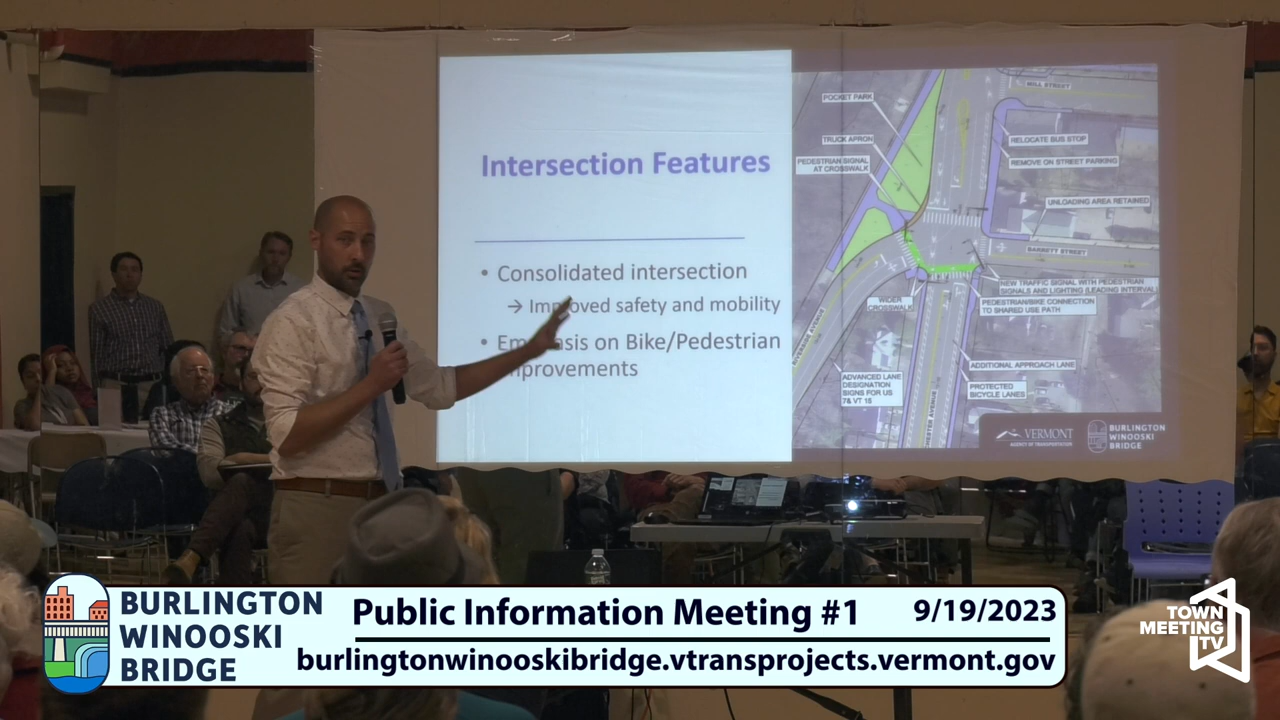 Intersection Features
• Consolidated intersection
→ Improved safety and mobility
• Emphasis on Bike/Pedestrian
improvements
POCKET PARK
TRUCK APRON
PEDESTRIAN SIGNAL
AT CROSSWALK
MILL STREET
RELOCATE BUS STOP
REMOVE ON STREET PARKING
UNLOADING AREA RETAINED
BARRETT STREET
NEW TRAFFIC SIGNAL WITH PEDESTRIAN
SIGNALS AND LIGHTING (LEADING INTERVAL)
WIDER
CROSSWALK
PEDESTRIAN/BIKE CONNECTION
TO SHARED USE PATH
RIVERSIDE AVENUE
ADDITIONAL APPROACH LANE
ADVANCED LANE
DESIGNATION
SIGNS FOR US
7& VT 15
PROTECTED
BICYCLE LANES
AVENUE
VERMONT
AGENCY OF TRANSPORTATION
BURLINGTON
WINOOSKI
BRIDGE
BURLINGTON
WINOOSKI
BRIDGE
Public Information Meeting #1 9/19/2023
burlingtonwinooskibridge.vtransprojects.vermont.gov
TOWN
MEETING
TV